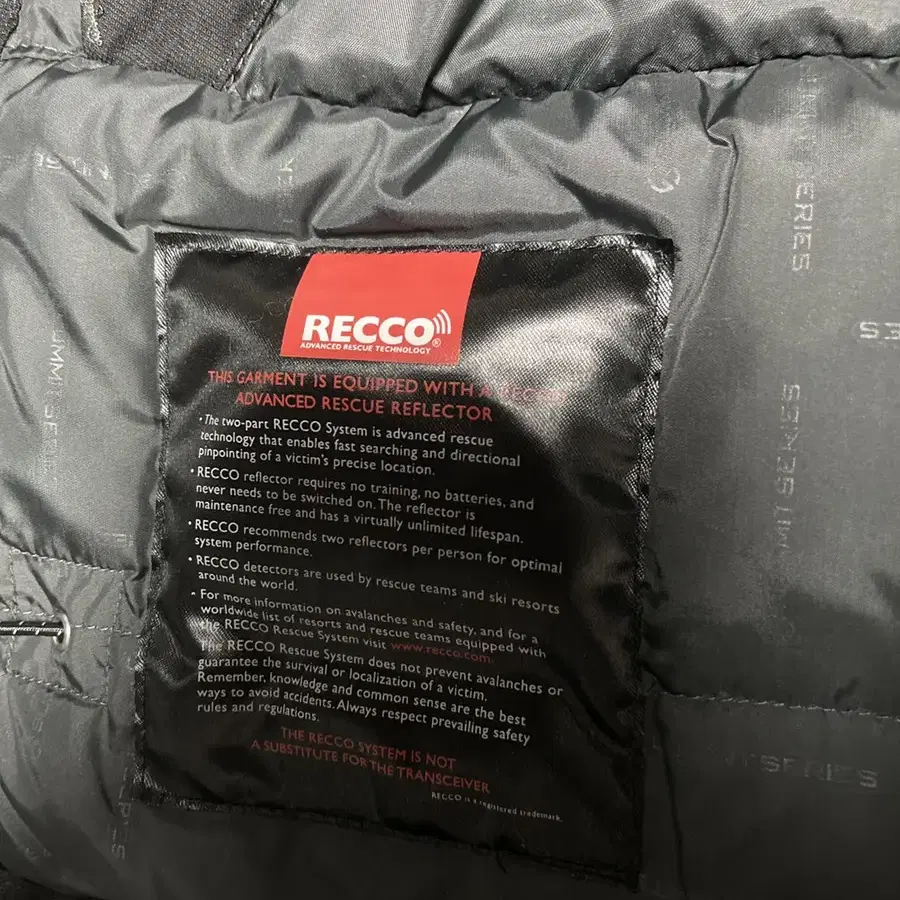 RECCO®
ADVANCED RESCUE TECHNOLOGY
THIS GARMENT IS EQUIPPED WITH A RECCO
ADVANCED RESCUE REFLECTOR
•The two-part RECCO System is advanced rescue
technology that enables fast searching and directional
pinpointing of a victim's precise location.
•RECCO reflector requires no training, no batteries, and
never needs to be switched on. The reflector is
maintenance free and has a virtually unlimited lifespan.
•RECCO recommends two reflectors per person for optimal
system performance.
•RECCO detectors are used by rescue teams and ski resorts
around the world.
•For more information on avalanches and safety, and for a
worldwide list of resorts and rescue teams equipped with
the RECCO Rescue System visit www.recco.com.
The RECCO Rescue System does not prevent avalanches or
guarantee the survival or localization of a victim.
Remember, knowledge and common sense are the best
ways to avoid accidents. Always respect prevailing safety
rules and regulations.
THE RECCO SYSTEM IS NOT
A SUBSTITUTE FOR THE TRANSCEIVER
RECCO is a registered trademark.
SERIES
SERIES